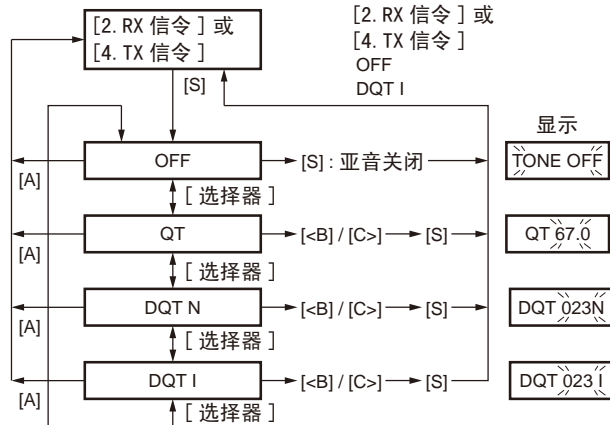 [2. RX 信令 ] 或
[4. TX 信令 ]
[2. RX 信令 ] 或
[4. TX 信令 ]
OFF
DQT I
[S]
显示
OFF
[S] : 亚音关闭
TONE OFF
[A]
[ 选择器 ]
QT
[<B] / [C>]
[S]
QT 67.0
[A]
[ 选择器 ]
DQT N
[<B] / [C>]
[S]
DQT 023N
[A]
[ 选择器 ]
DQT I
[<B] / [C>]
[S]
DQT 023 I
[A]
[ 选择器 ]